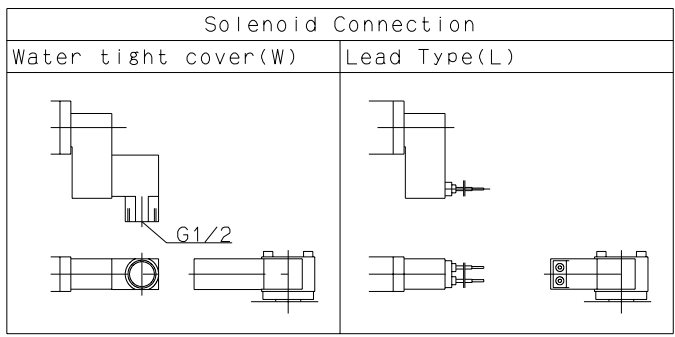 Solenoid Connection
Water tight cover(W)
Lead Type(L)
G1/2